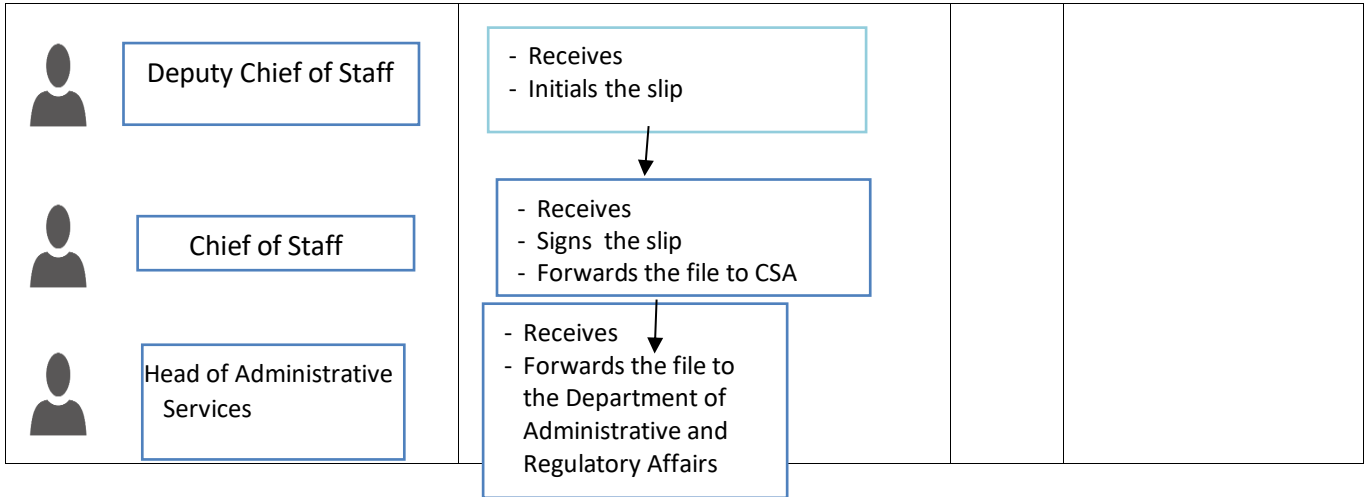 Deputy Chief of Staff
- Receives
- Initials the slip
Chief of Staff
- Receives
- Signs the slip
- Forwards the file to CSA
Head of Administrative
Services
- Receives
- Forwards the file to
the Department of
Administrative and
Regulatory Affairs